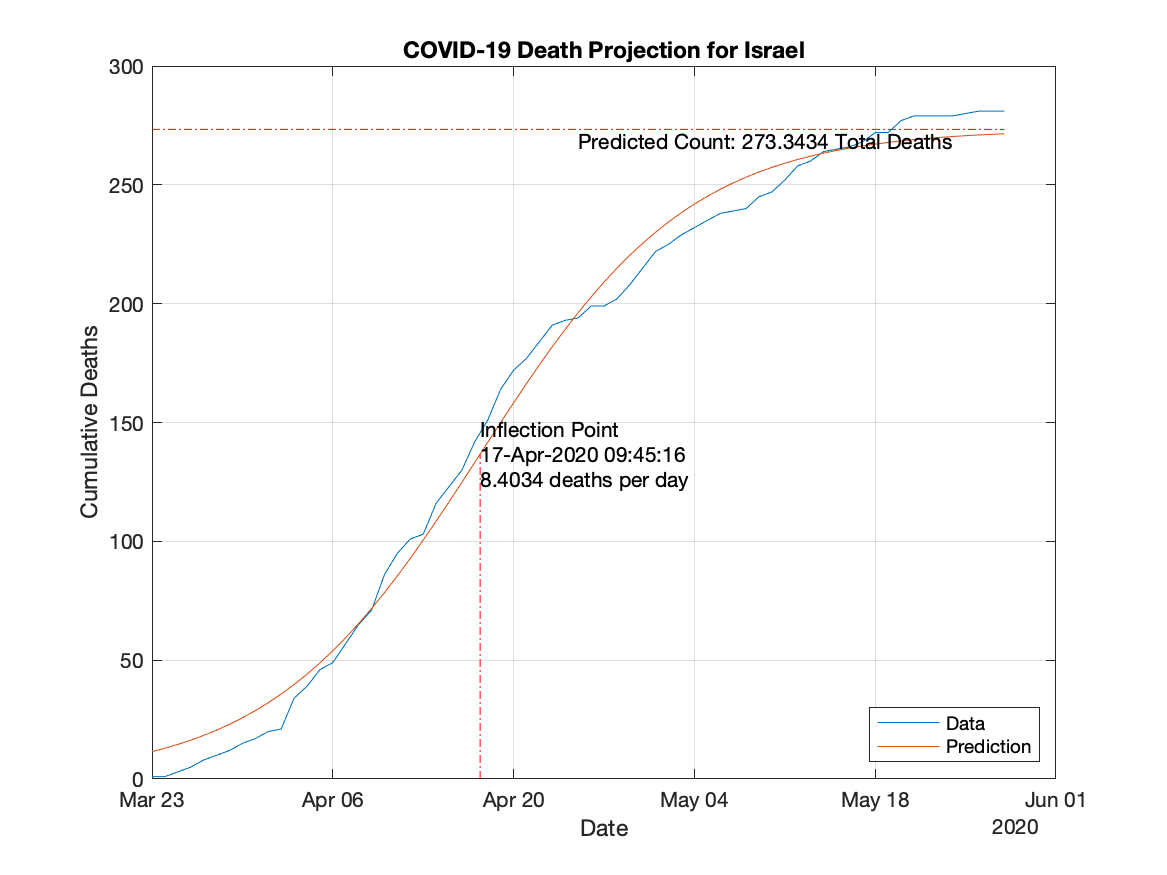 COVID-19 Death Projection for Israel
300
250
200
150
100
50
0
Cumulative Deaths
Predicted Count: 273.3434 Total Deaths
Inflection Point
17-Apr-2020 09:45:16
8.4034 deaths per day
Data
Prediction
Mar 23
Apr 06
Apr 20
May 04
May 18
Jun 01
Date
2020